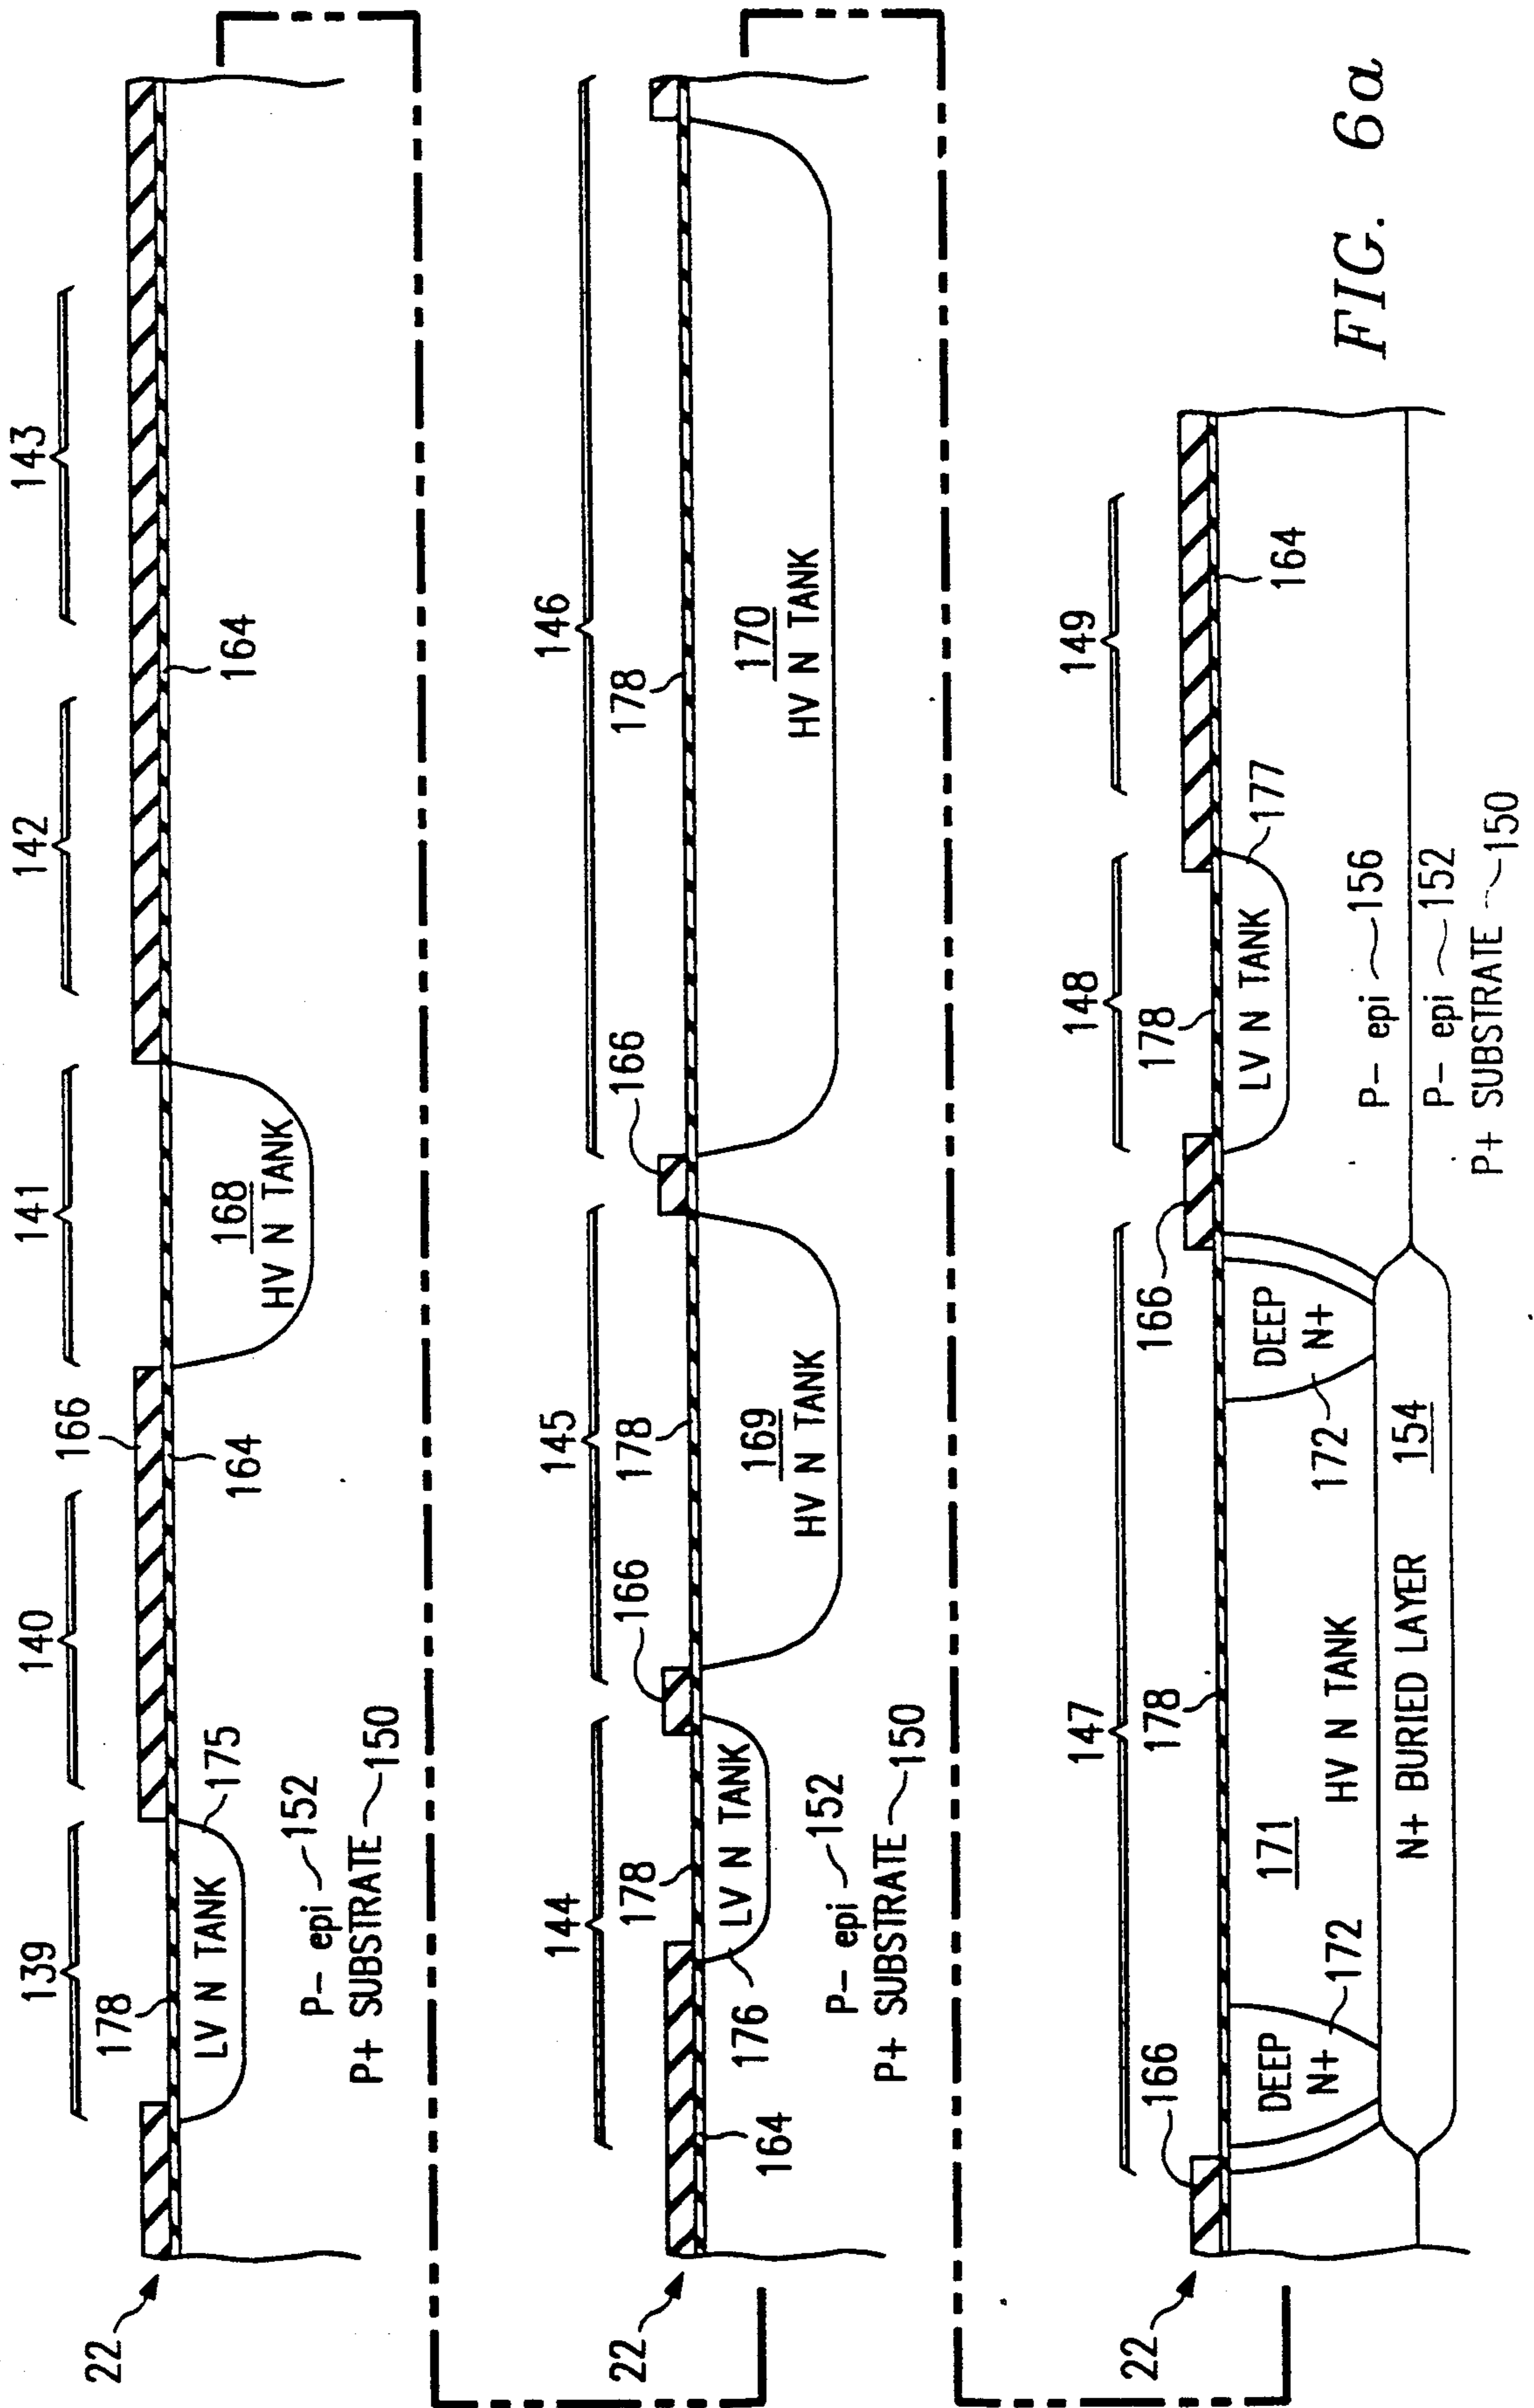 139 140 141 142 143
178 166
22
LV N TANK 175 164 168 164
HV N TANK
P- epi 152
P+ SUBSTRATE 150
144 145 146
178 166 178 166 178
22
164 176 LV N TANK 169 170
HV N TANK HV N TANK
P- epi 152
P+ SUBSTRATE 150
147 148 149
166 178 166 178
22
DEEP N+ 172 171 DEEP N+ LV N TANK 177 164
HV N TANK 172
P- epi 156
N+ BURIED LAYER 154
P- epi 152
P+ SUBSTRATE 150
FIG. 6a